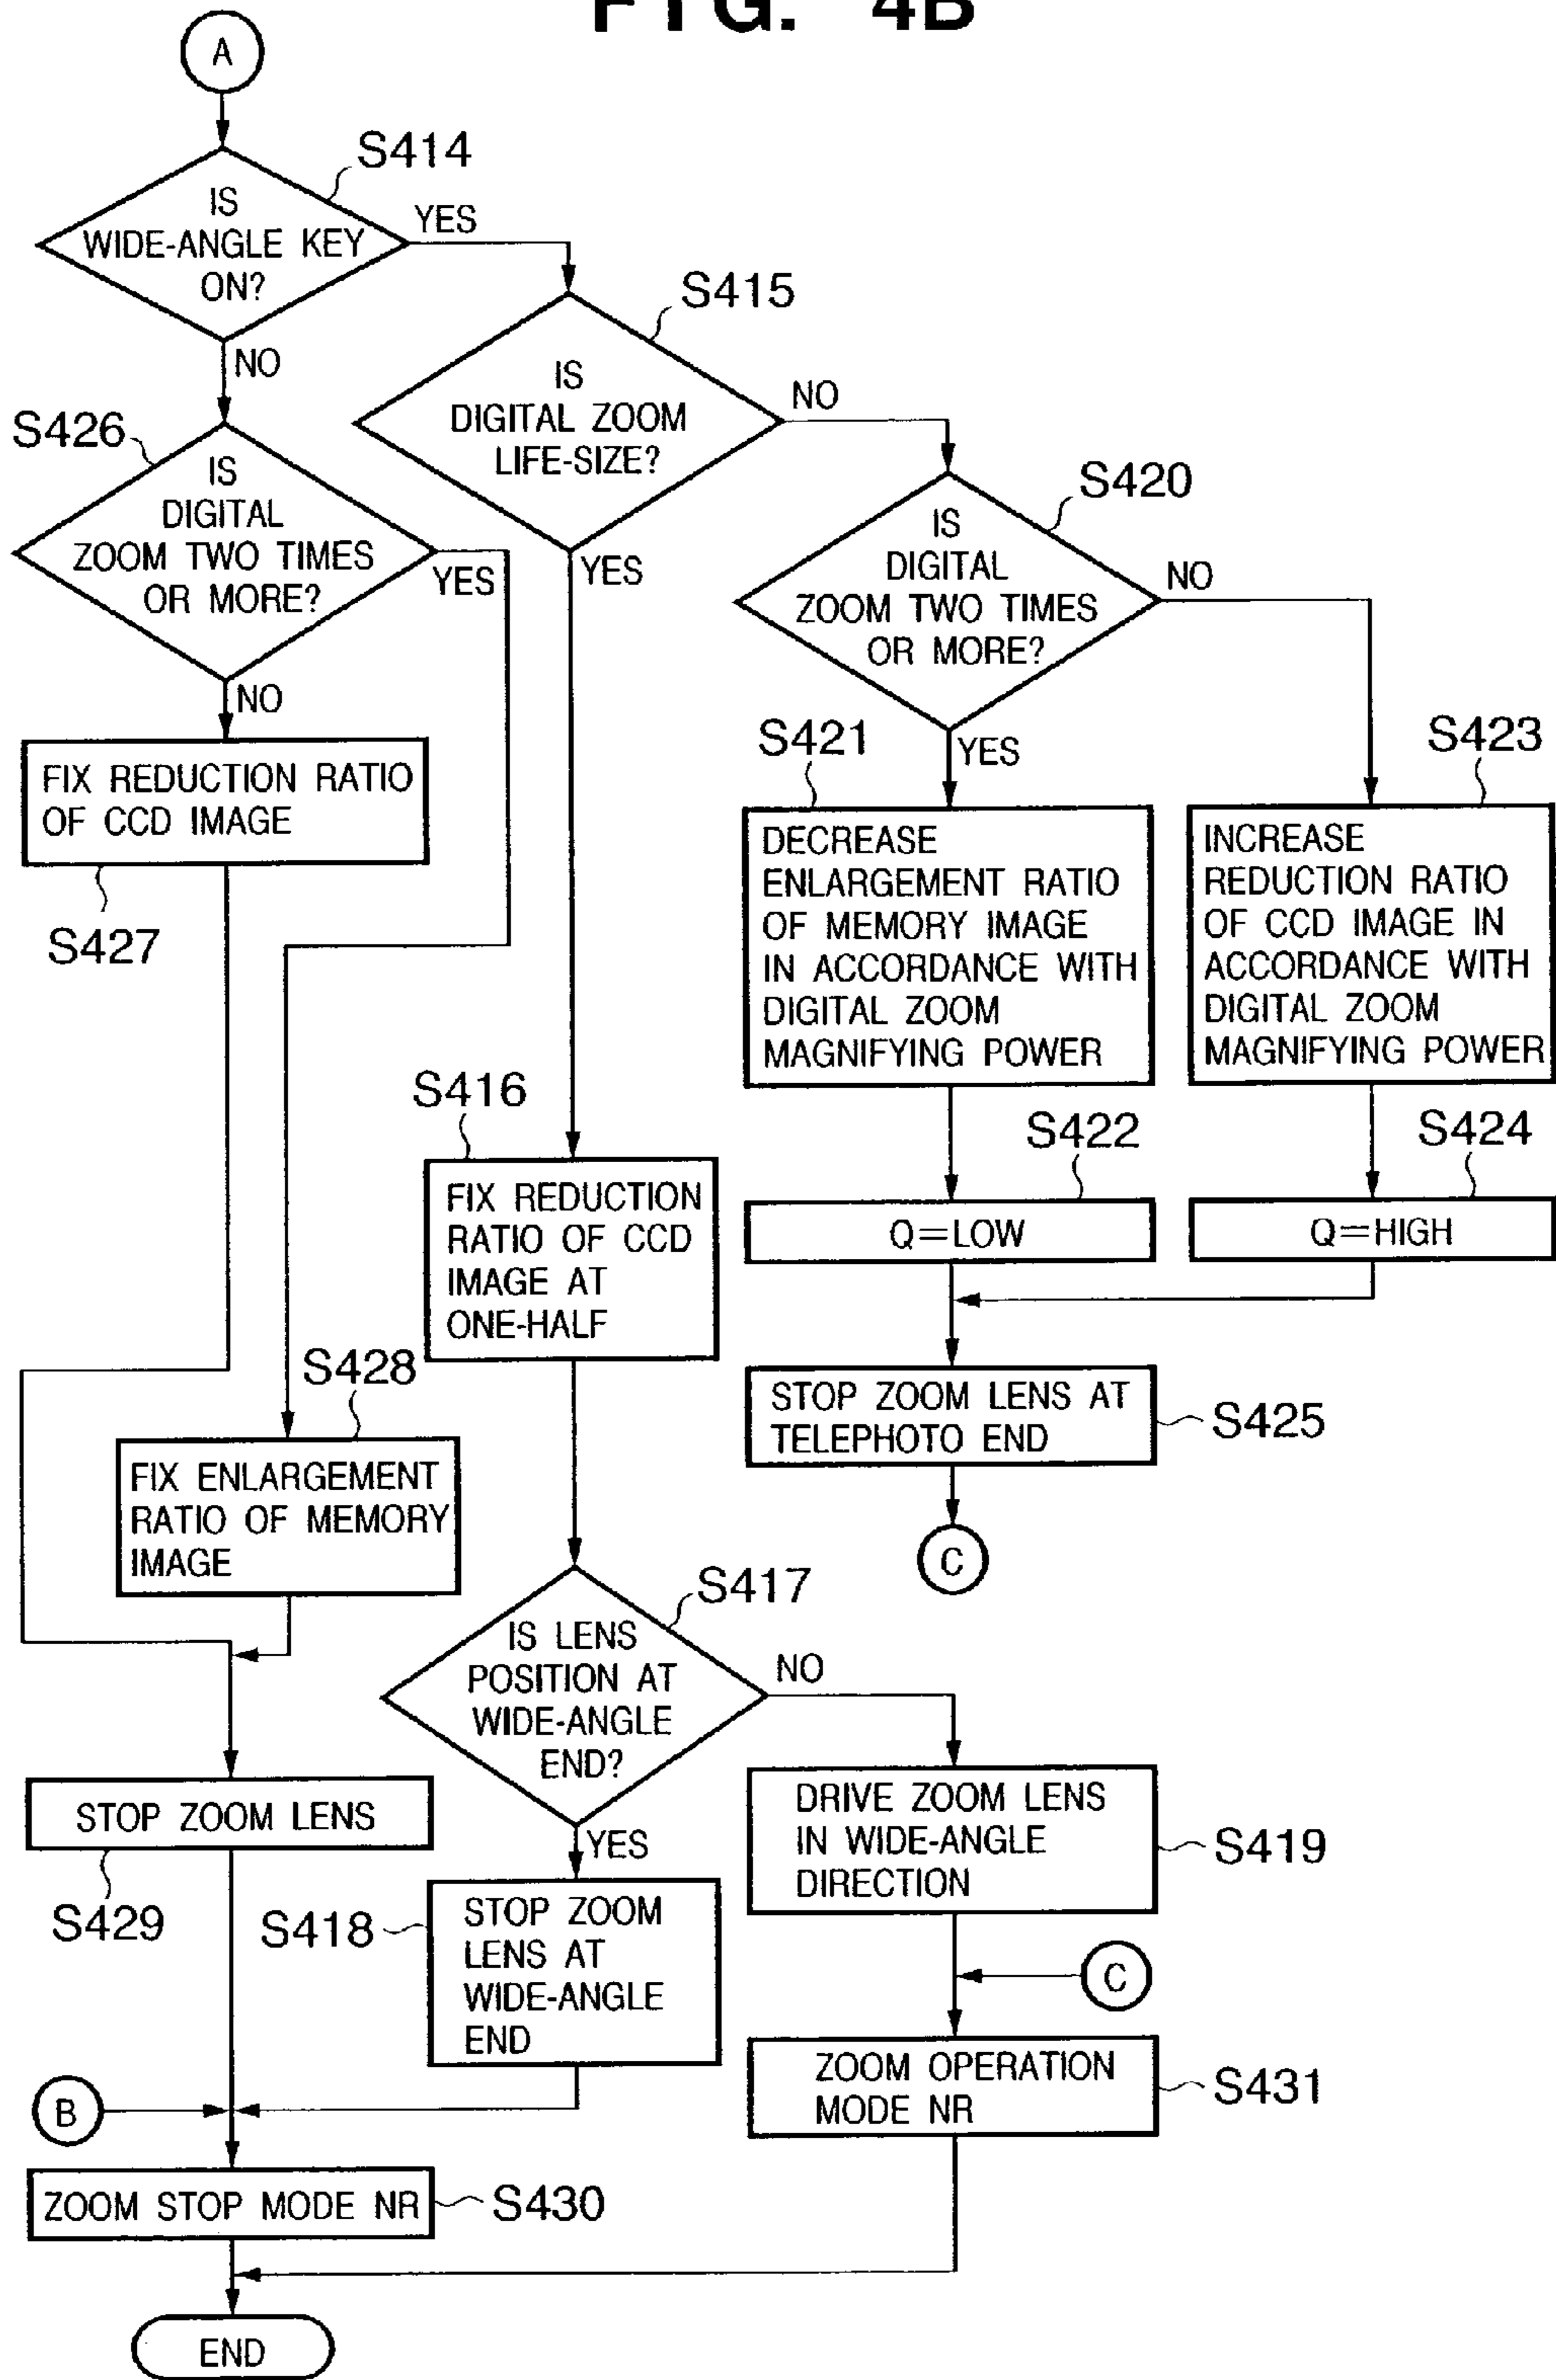 FIG. 4B
A
S414
IS
WIDE-ANGLE KEY
ON?
YES
NO
S415
IS
DIGITAL ZOOM
LIFE-SIZE?
NO
YES
S426
IS
DIGITAL
ZOOM TWO TIMES
OR MORE?
YES
NO
S420
IS
DIGITAL
ZOOM TWO TIMES
OR MORE?
NO
YES
FIX REDUCTION RATIO
OF CCD IMAGE
S427
S421
DECREASE
ENLARGEMENT RATIO
OF MEMORY IMAGE
IN ACCORDANCE WITH
DIGITAL ZOOM
MAGNIFYING POWER
S423
INCREASE
REDUCTION RATIO
OF CCD IMAGE IN
ACCORDANCE WITH
DIGITAL ZOOM
MAGNIFYING POWER
S416
FIX REDUCTION
RATIO OF CCD
IMAGE AT
ONE-HALF
S422
Q=LOW
S424
Q=HIGH
S428
FIX ENLARGEMENT
RATIO OF MEMORY
IMAGE
STOP ZOOM LENS AT
TELEPHOTO END
S425
C
S417
IS LENS
POSITION AT
WIDE-ANGLE
END?
NO
YES
STOP ZOOM LENS
S429
S418
STOP ZOOM
LENS AT
WIDE-ANGLE
END
DRIVE ZOOM LENS
IN WIDE-ANGLE
DIRECTION
S419
C
B
ZOOM OPERATION
MODE NR
S431
ZOOM STOP MODE NR
S430
END